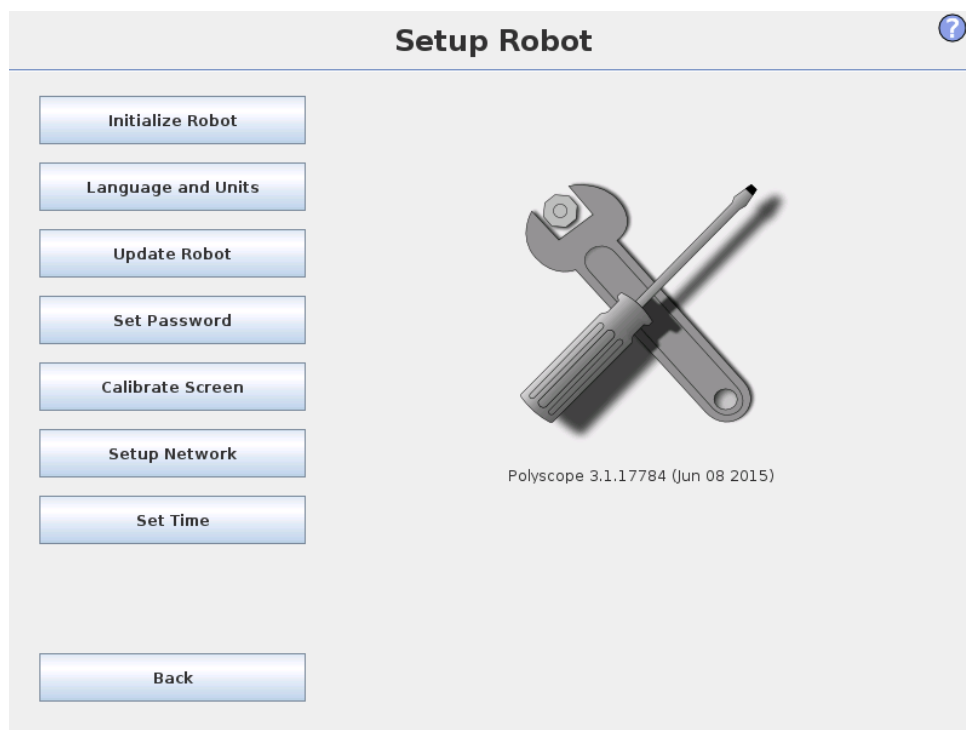 Setup Robot
?
Initialize Robot
Language and Units
Update Robot
Set Password
Calibrate Screen
Setup Network
Set Time
Polyscope 3.1.17784 (Jun 08 2015)
Back